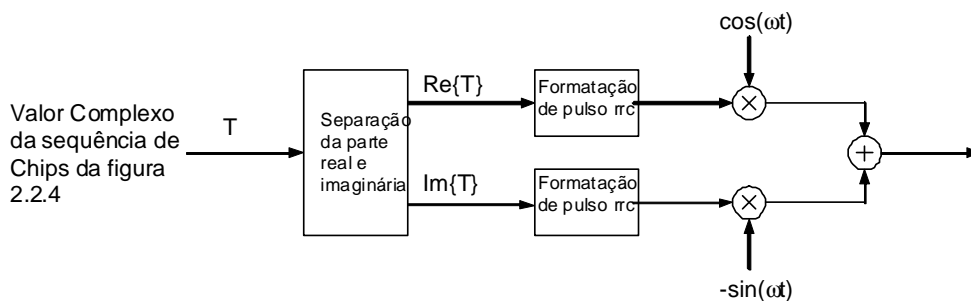 cos(ωt)
Valor Complexo
da sequência de
Chips da figura
2.2.4
T
Separação
da parte
real e
imaginária
Re{T}
Formatação
de pulso rrc
×
+
Im{T}
Formatação
de pulso rrc
×
-sin(ωt)